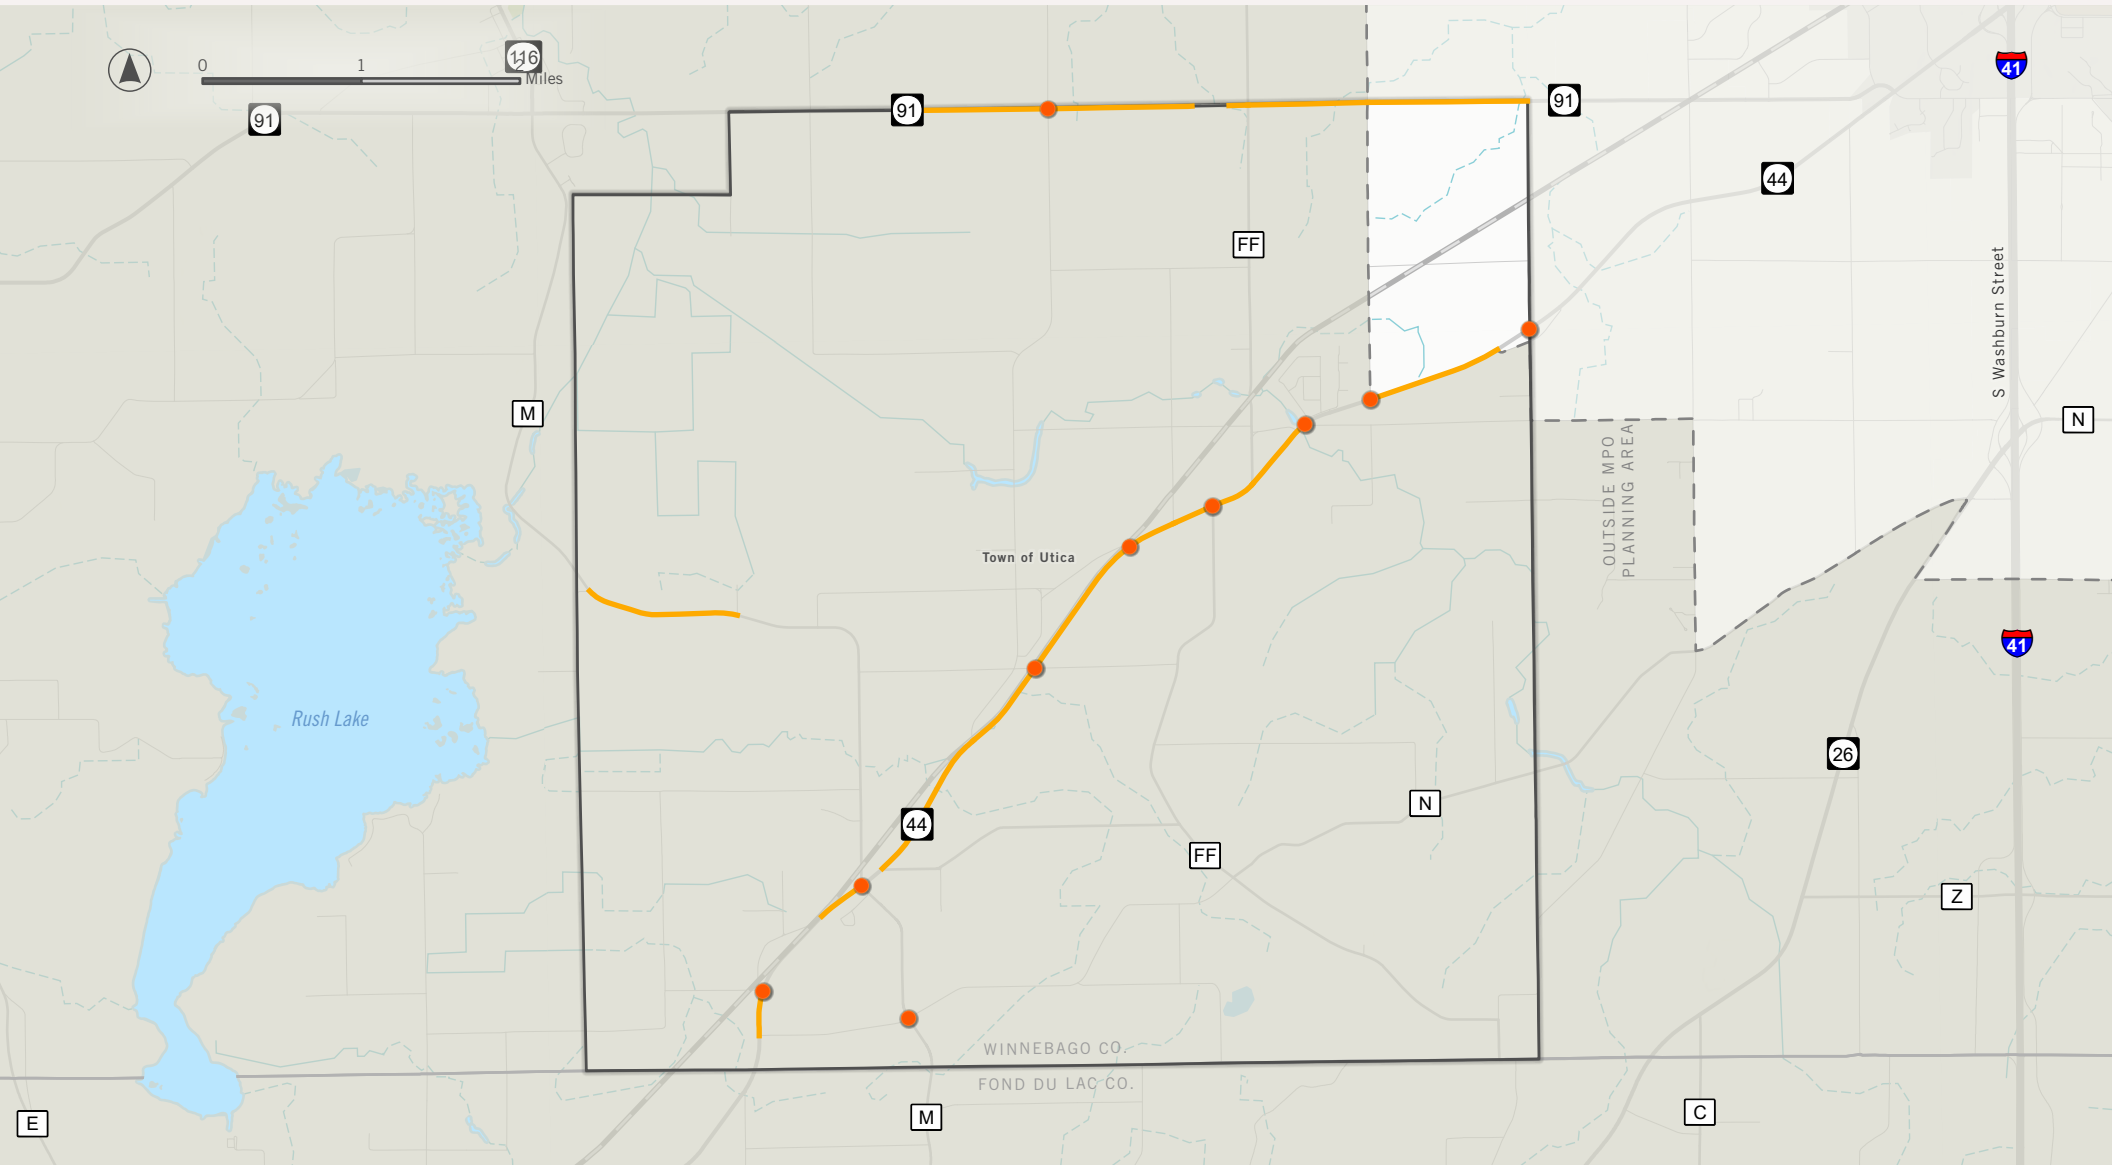 116
0 1 2
Miles
91
91
91
41
44
FF
S Washburn Street
M
N
OUTSIDE MPO
PLANNING AREA
Town of Utica
41
Rush Lake
26
N
44
FF
Z
WINNEBAGO CO.
FOND DU LAC CO.
E
M
C